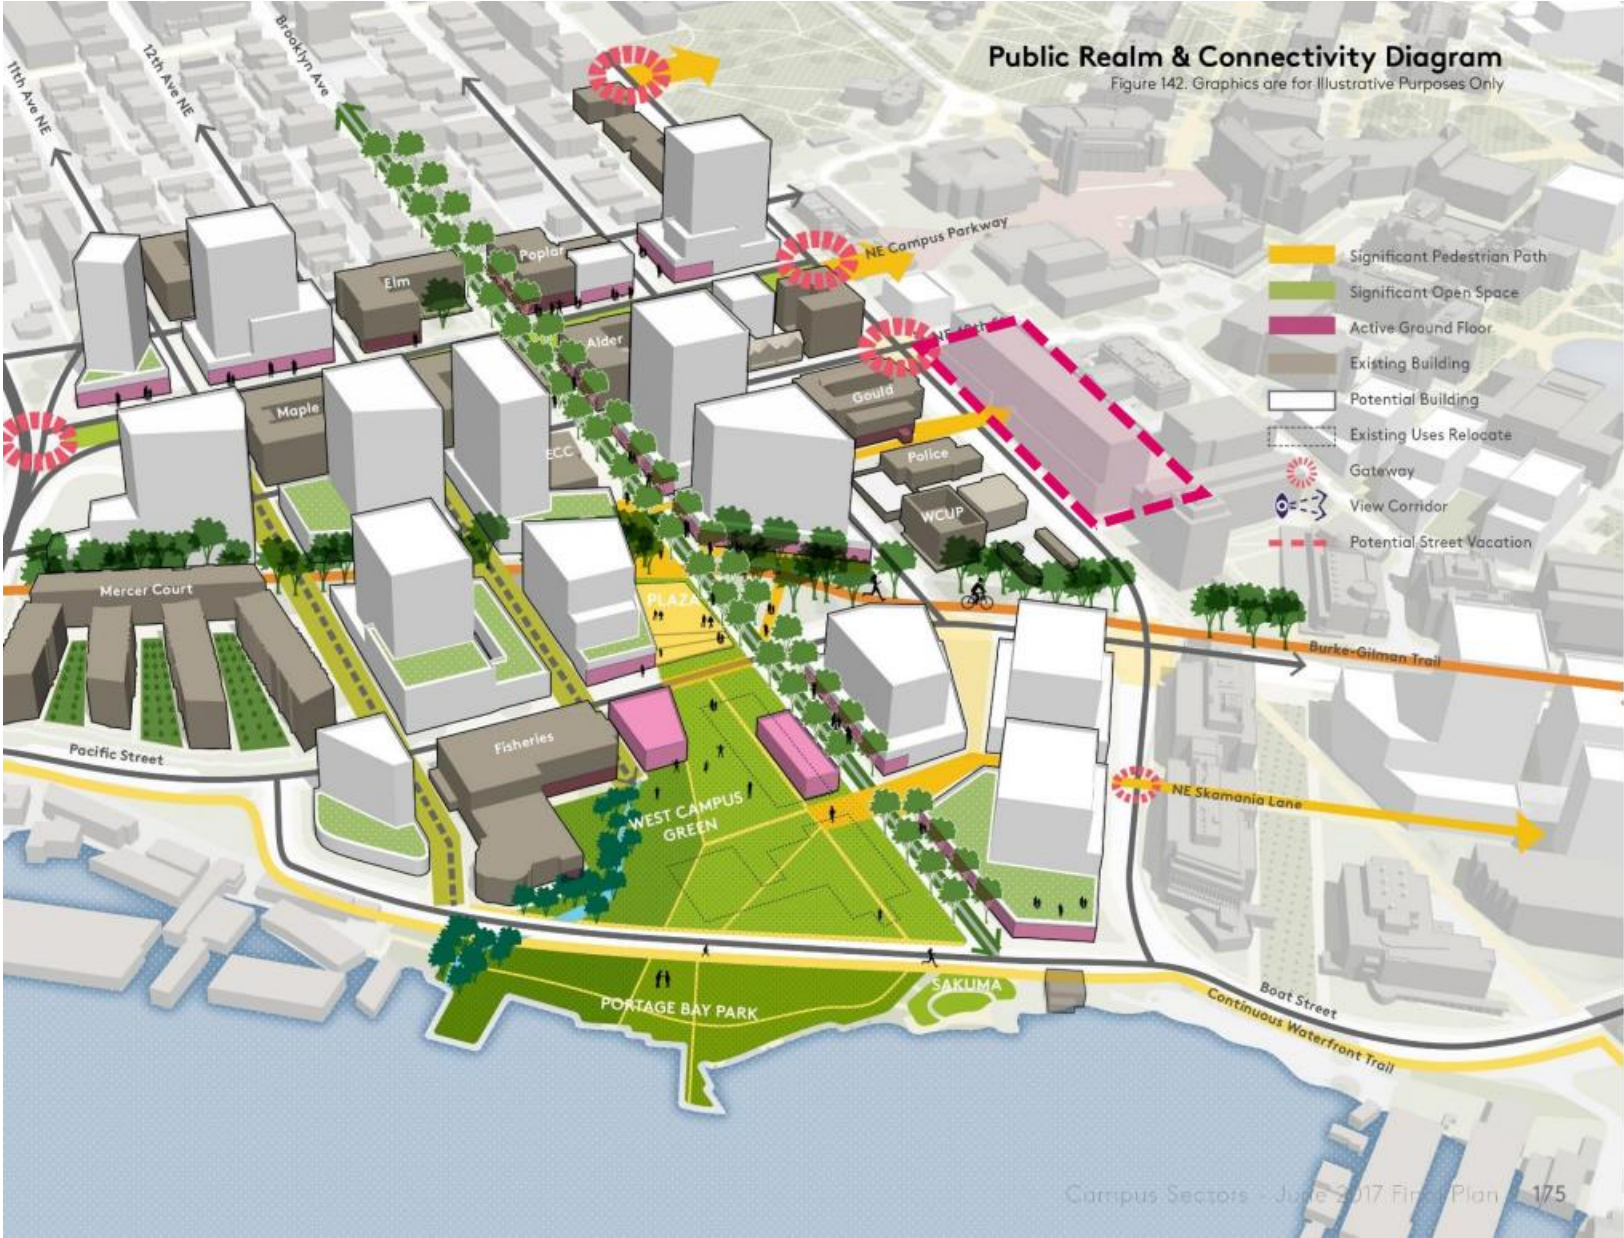 Public Realm & Connectivity Diagram
Figure 142. Graphics are for Illustrative Purposes Only
11th Ave NE
12th Ave NE
Brooklyn Ave
NE Campus Parkway
Significant Pedestrian Path
Significant Open Space
Active Ground Floor
Existing Building
Potential Building
Existing Uses Relocate
Gateway
View Corridor
Potential Street Vacation
Poplar
Elm
Alder
Gould
Maple
ECC
Police
WCUP
Mercer Court
PLAZA
Burke-Gilman Trail
Pacific Street
Fisheries
WEST CAMPUS
GREEN
NE Skamania Lane
SAKUMA
PORTAGE BAY PARK
Boat Street
Continuous Waterfront Trail
Campus Sectors - June 2017 Final Plan 175